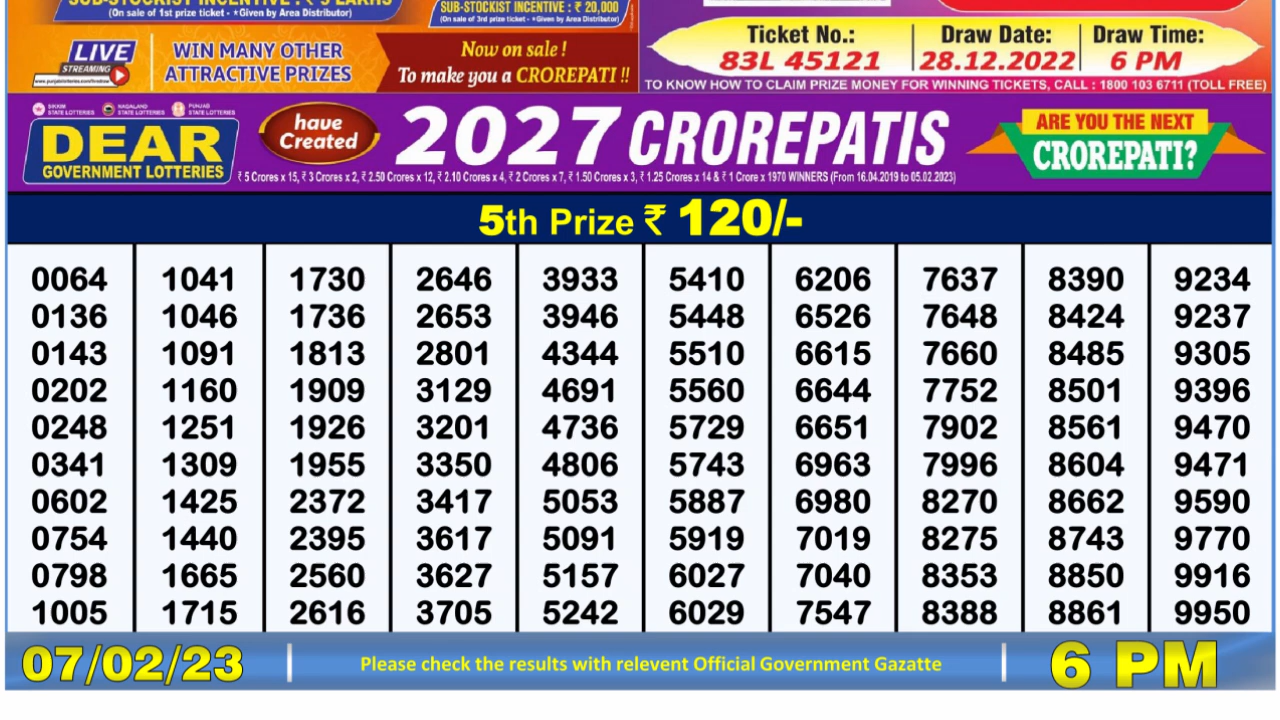 SUB-STOCKIST INCENTIVE : ₹ 5 LAKHS
(On sale of 1st prize ticket - *Given by Area Distributor)
SUB-STOCKIST INCENTIVE : ₹ 20,000
(On sale of 3rd prize ticket - *Given by Area Distributor)
LIVE
STREAMING
WIN MANY OTHER
ATTRACTIVE PRIZES
Now on sale !
To make you a CROREPATI !!
Ticket No.:
83L 45121
Draw Date:
28.12.2022
Draw Time:
6 PM
TO KNOW HOW TO CLAIM PRIZE MONEY FOR WINNING TICKETS, CALL : 1800 103 6711 (TOLL FREE)
SIKKIM
STATE LOTTERIES
NAGALAND
STATE LOTTERIES
PUNJAB
STATE LOTTERIES
DEAR
GOVERNMENT LOTTERIES
have
Created
2027 CROREPATIS
ARE YOU THE NEXT
CROREPATI?
₹ 5 Crores x 15, ₹ 3 Crores x 2, ₹ 2.50 Crores x 12, ₹ 2.10 Crores x 4, ₹ 2 Crores x 7, ₹ 1.50 Crores x 3, ₹ 1.25 Crores x 14 & ₹ 1 Crore x 1970 WINNERS (From 16.04.2019 to 05.02.2023)
5th Prize ₹ 120/-
0064 1041 1730 2646 3933 5410 6206 7637 8390 9234
0136 1046 1736 2653 3946 5448 6526 7648 8424 9237
0143 1091 1813 2801 4344 5510 6615 7660 8485 9305
0202 1160 1909 3129 4691 5560 6644 7752 8501 9396
0248 1251 1926 3201 4736 5729 6651 7902 8561 9470
0341 1309 1955 3350 4806 5743 6963 7996 8604 9471
0602 1425 2372 3417 5053 5887 6980 8270 8662 9590
0754 1440 2395 3617 5091 5919 7019 8275 8743 9770
0798 1665 2560 3627 5157 6027 7040 8353 8850 9916
1005 1715 2616 3705 5242 6029 7547 8388 8861 9950
07/02/23
Please check the results with relevent Official Government Gazatte
6 PM